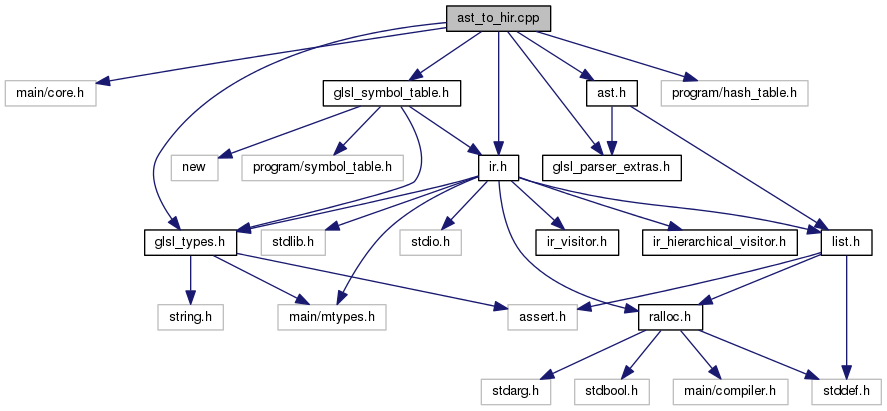 ast_to_hir.cpp
main/core.h
glsl_symbol_table.h
ast.h
program/hash_table.h
new
program/symbol_table.h
ir.h
glsl_parser_extras.h
glsl_types.h
stdlib.h
stdio.h
ir_visitor.h
ir_hierarchical_visitor.h
list.h
string.h
main/mtypes.h
assert.h
ralloc.h
stdarg.h
stdbool.h
main/compiler.h
stddef.h